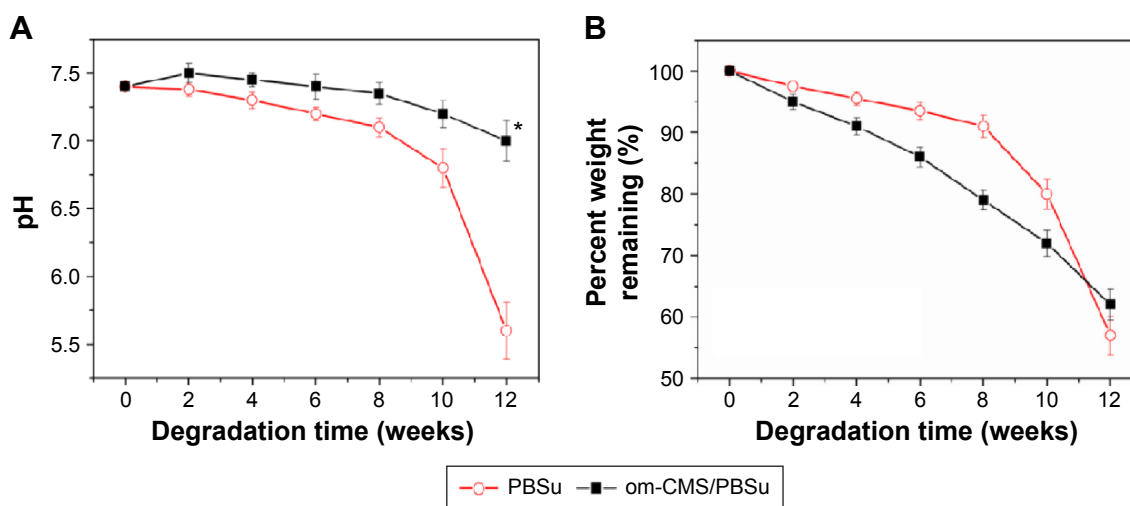 A
pH
7.5
7.0
6.5
6.0
5.5
*
0 2 4 6 8 10 12
Degradation time (weeks)
B
Percent weight
remaining (%)
100
90
80
70
60
50
0 2 4 6 8 10 12
Degradation time (weeks)
PBSu om-CMS/PBSu